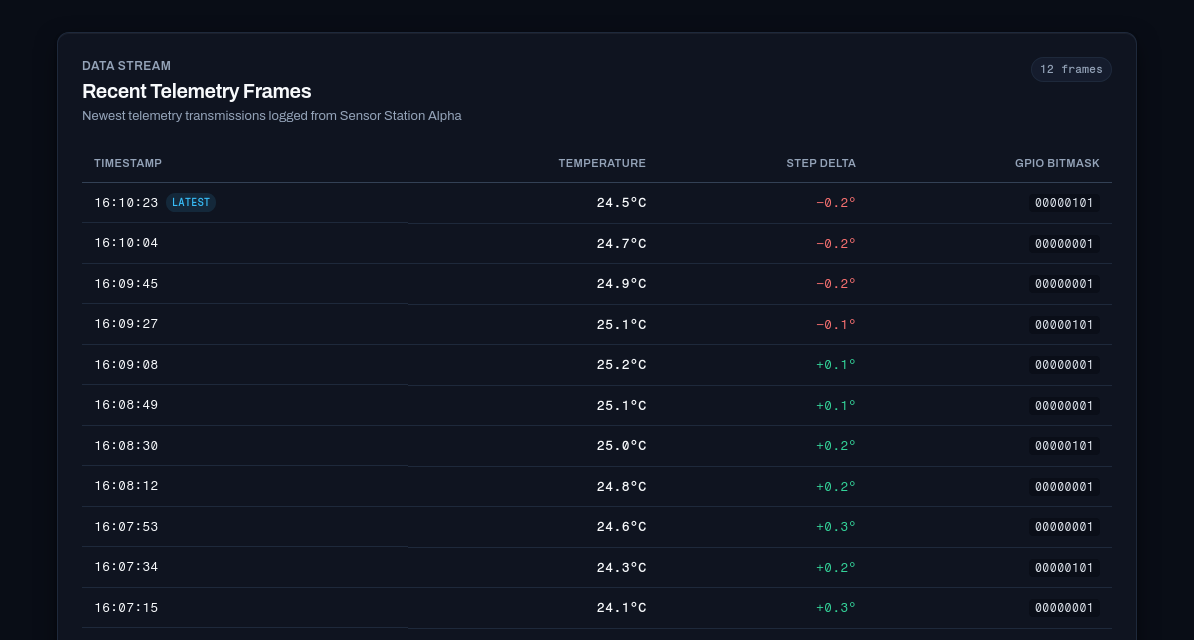 DATA STREAM
12 frames
Recent Telemetry Frames
Newest telemetry transmissions logged from Sensor Station Alpha
TIMESTAMP TEMPERATURE STEP DELTA GPIO BITMASK
16:10:23 LATEST 24.5°C −0.2° 00000101
16:10:04 24.7°C −0.2° 00000001
16:09:45 24.9°C −0.2° 00000001
16:09:27 25.1°C −0.1° 00000101
16:09:08 25.2°C +0.1° 00000001
16:08:49 25.1°C +0.1° 00000001
16:08:30 25.0°C +0.2° 00000101
16:08:12 24.8°C +0.2° 00000001
16:07:53 24.6°C +0.3° 00000001
16:07:34 24.3°C +0.2° 00000101
16:07:15 24.1°C +0.3° 00000001